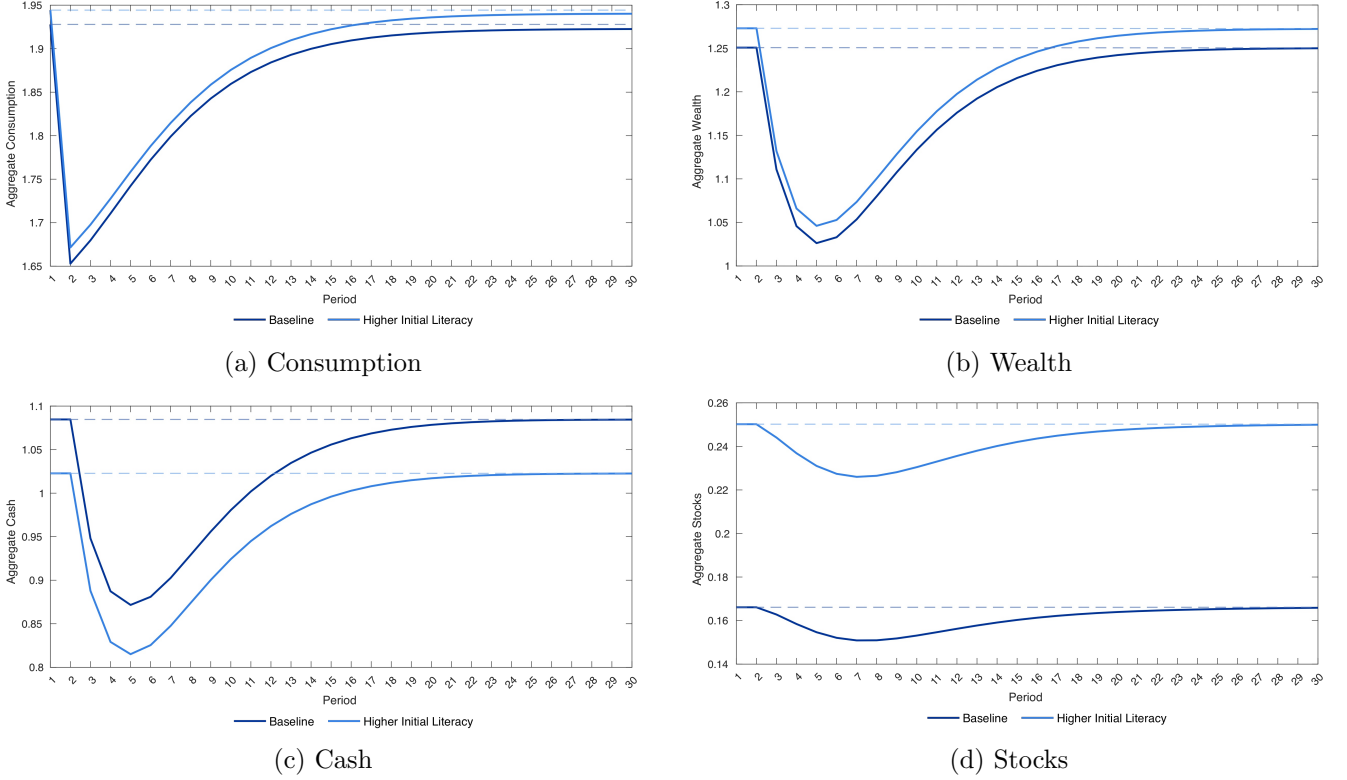 1.95
1.9
1.85
1.8
1.75
1.7
1.65
Aggregate Consumption
1 2 3 4 5 6 7 8 9 10 11 12 13 14 15 16 17 18 19 20 21 22 23 24 25 26 27 28 29 30
Period
Baseline Higher Initial Literacy
(a) Consumption
1.3
1.25
1.2
1.15
1.1
1.05
1
Aggregate Wealth
1 2 3 4 5 6 7 8 9 10 11 12 13 14 15 16 17 18 19 20 21 22 23 24 25 26 27 28 29 30
Period
Baseline Higher Initial Literacy
(b) Wealth
1.1
1.05
1
0.95
0.9
0.85
0.8
Aggregate Cash
1 2 3 4 5 6 7 8 9 10 11 12 13 14 15 16 17 18 19 20 21 22 23 24 25 26 27 28 29 30
Period
Baseline Higher Initial Literacy
(c) Cash
0.26
0.24
0.22
0.2
0.18
0.16
0.14
Aggregate Stocks
1 2 3 4 5 6 7 8 9 10 11 12 13 14 15 16 17 18 19 20 21 22 23 24 25 26 27 28 29 30
Period
Baseline Higher Initial Literacy
(d) Stocks